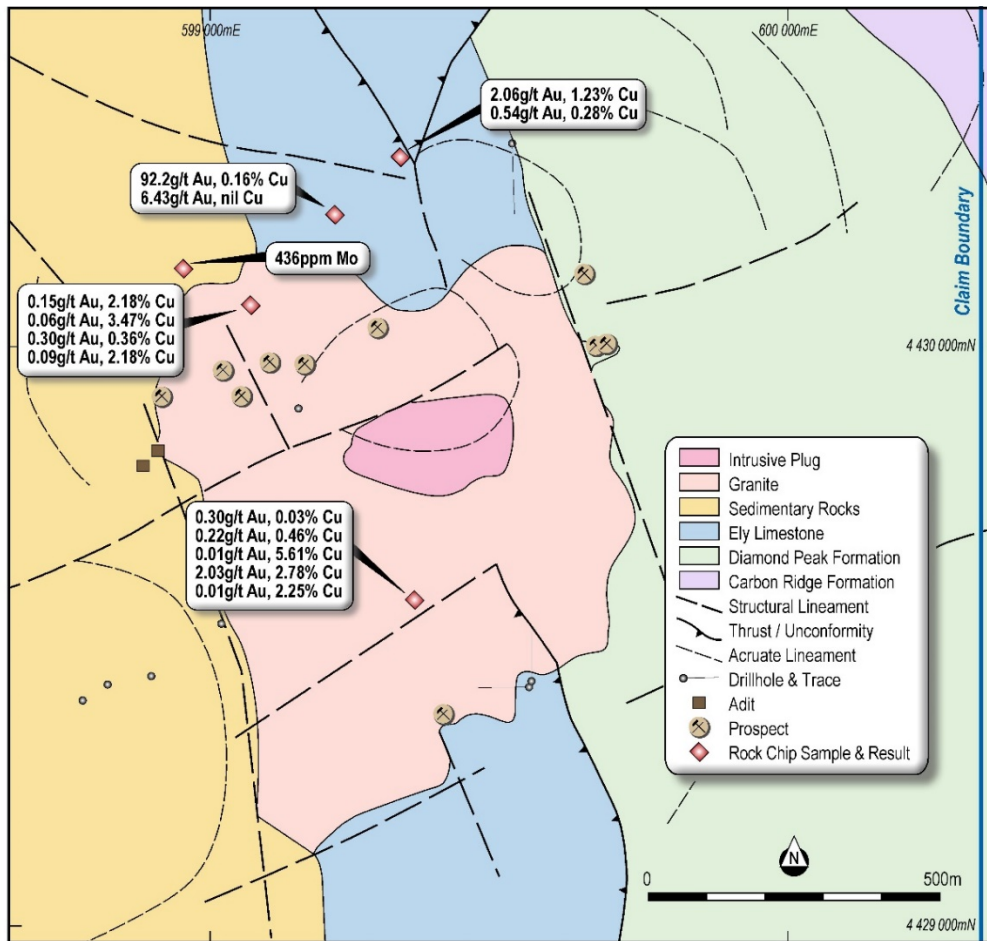 599 000mE
600 000mE
2.06g/t Au, 1.23% Cu
0.54g/t Au, 0.28% Cu
92.2g/t Au, 0.16% Cu
6.43g/t Au, nil Cu
436ppm Mo
0.15g/t Au, 2.18% Cu
0.06g/t Au, 3.47% Cu
0.30g/t Au, 0.36% Cu
0.09g/t Au, 2.18% Cu
Claim Boundary
4 430 000mN
0.30g/t Au, 0.03% Cu
0.22g/t Au, 0.46% Cu
0.01g/t Au, 5.61% Cu
2.03g/t Au, 2.78% Cu
0.01g/t Au, 2.25% Cu
Intrusive Plug
Granite
Sedimentary Rocks
Ely Limestone
Diamond Peak Formation
Carbon Ridge Formation
Structural Lineament
Thrust / Unconformity
Acruate Lineament
Drillhole & Trace
Adit
Prospect
Rock Chip Sample & Result
N
0
500m
4 429 000mN